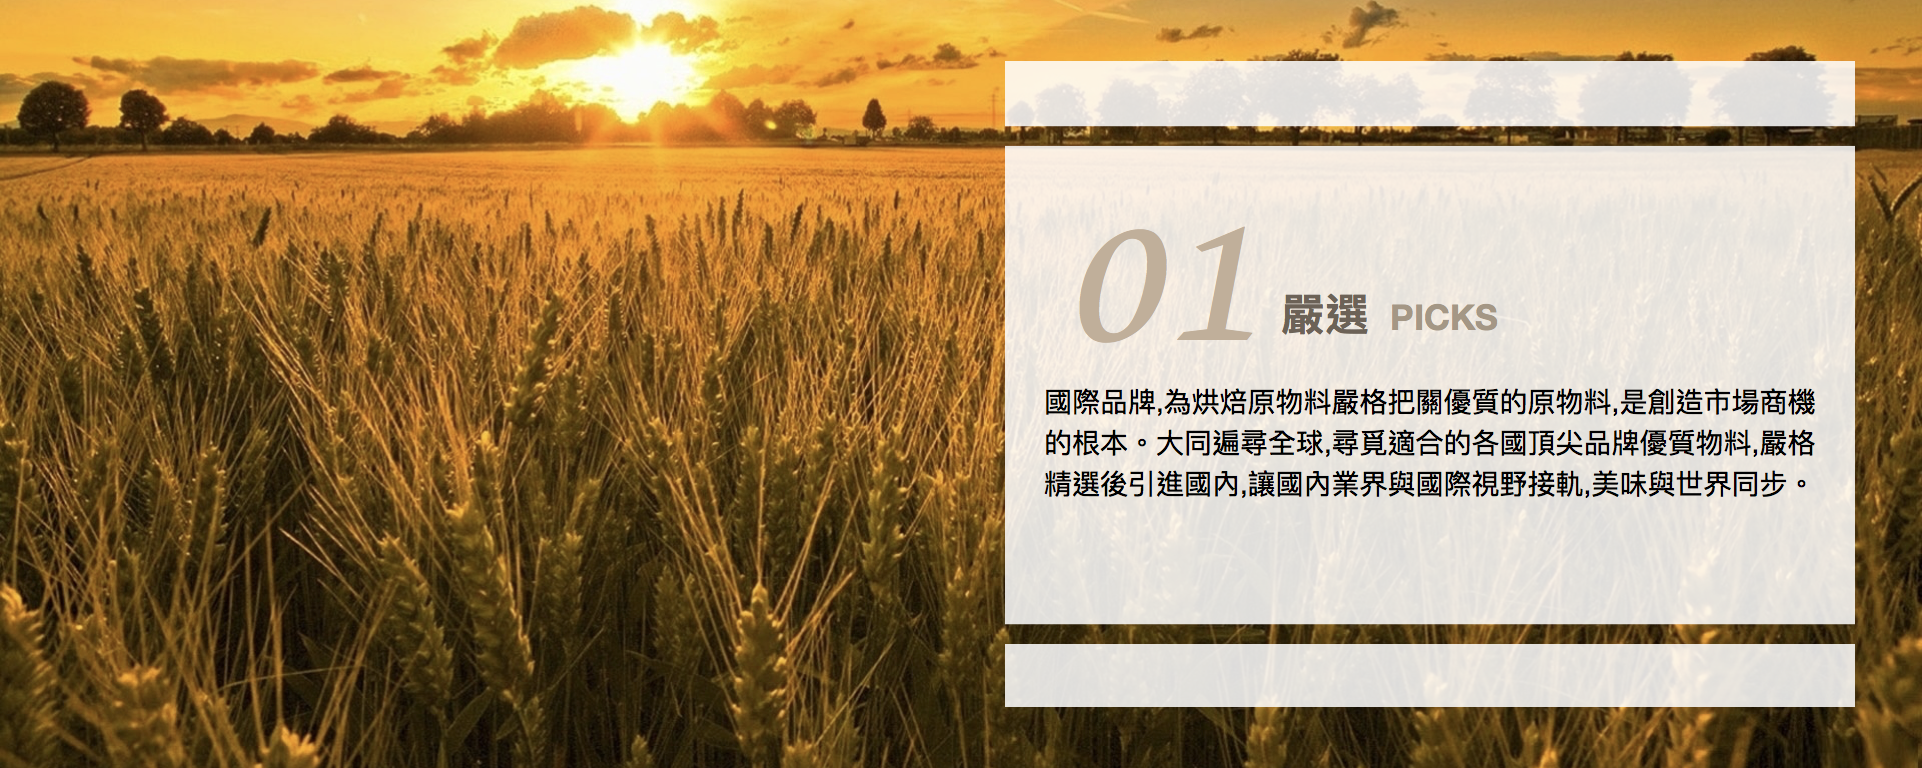 01 嚴選 PICKS
國際品牌,為烘焙原物料嚴格把關優質的原物料,是創造市場商機
的根本。大同遍尋全球,尋覓適合的各國頂尖品牌優質物料,嚴格
精選後引進國內,讓國內業界與國際視野接軌,美味與世界同步。